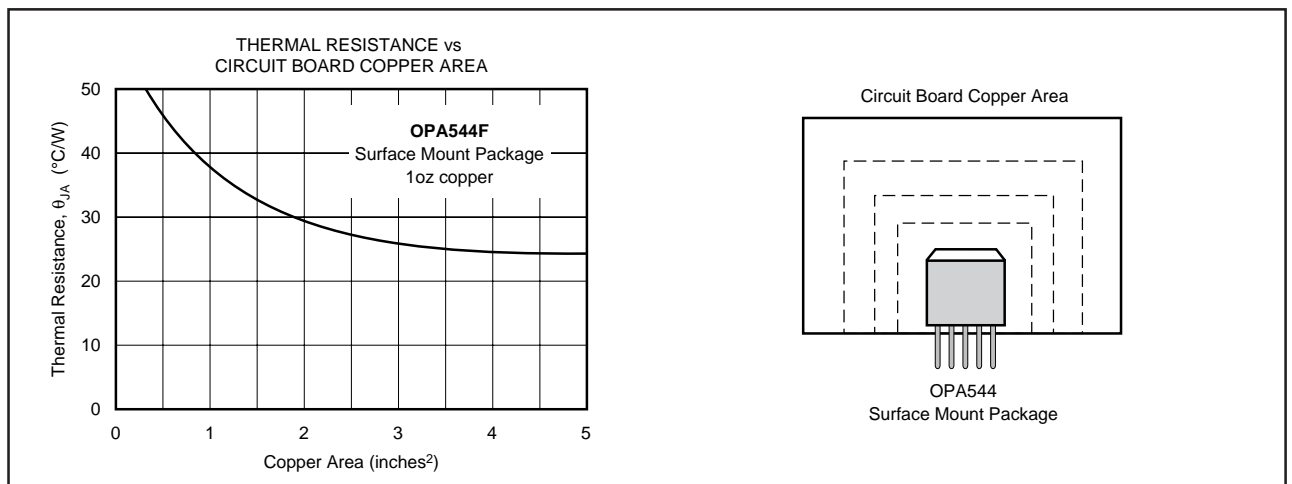 THERMAL RESISTANCE vs
CIRCUIT BOARD COPPER AREA
50
40
30
20
10
0
Thermal Resistance, θJA (°C/W)
OPA544F
Surface Mount Package
1oz copper
0 1 2 3 4 5
Copper Area (inches²)
Circuit Board Copper Area
OPA544
Surface Mount Package